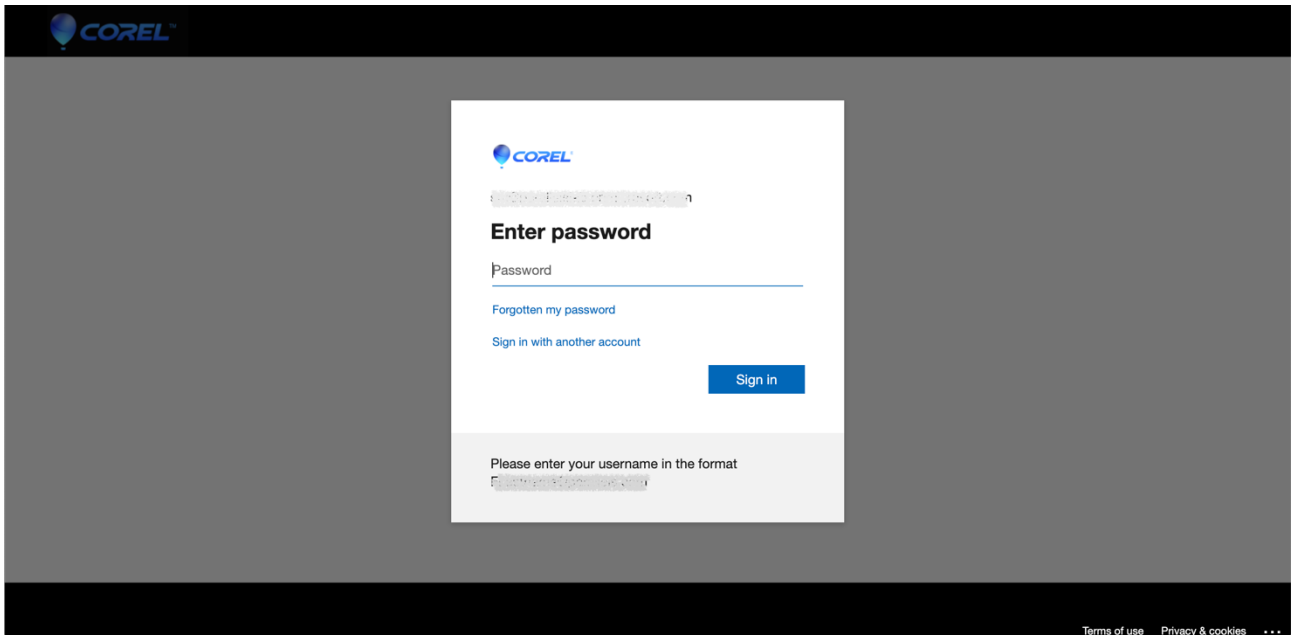 COREL™
COREL
Enter password
Password
Forgotten my password
Sign in with another account
Sign in
Please enter your username in the format
Terms of use Privacy & cookies ...